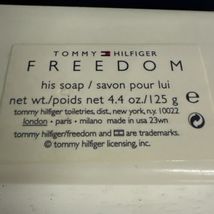 TOMMY HILFIGER
FREEDOM
his soap / savon pour lui
net wt./poids net 4.4 oz./125 g e
tommy hilfiger toiletries, dist., new york, n.y. 10022
london • paris • milano made in usa 23wn
tommy hilfiger/freedom and are trademarks.
© tommy hilfiger licensing, inc.